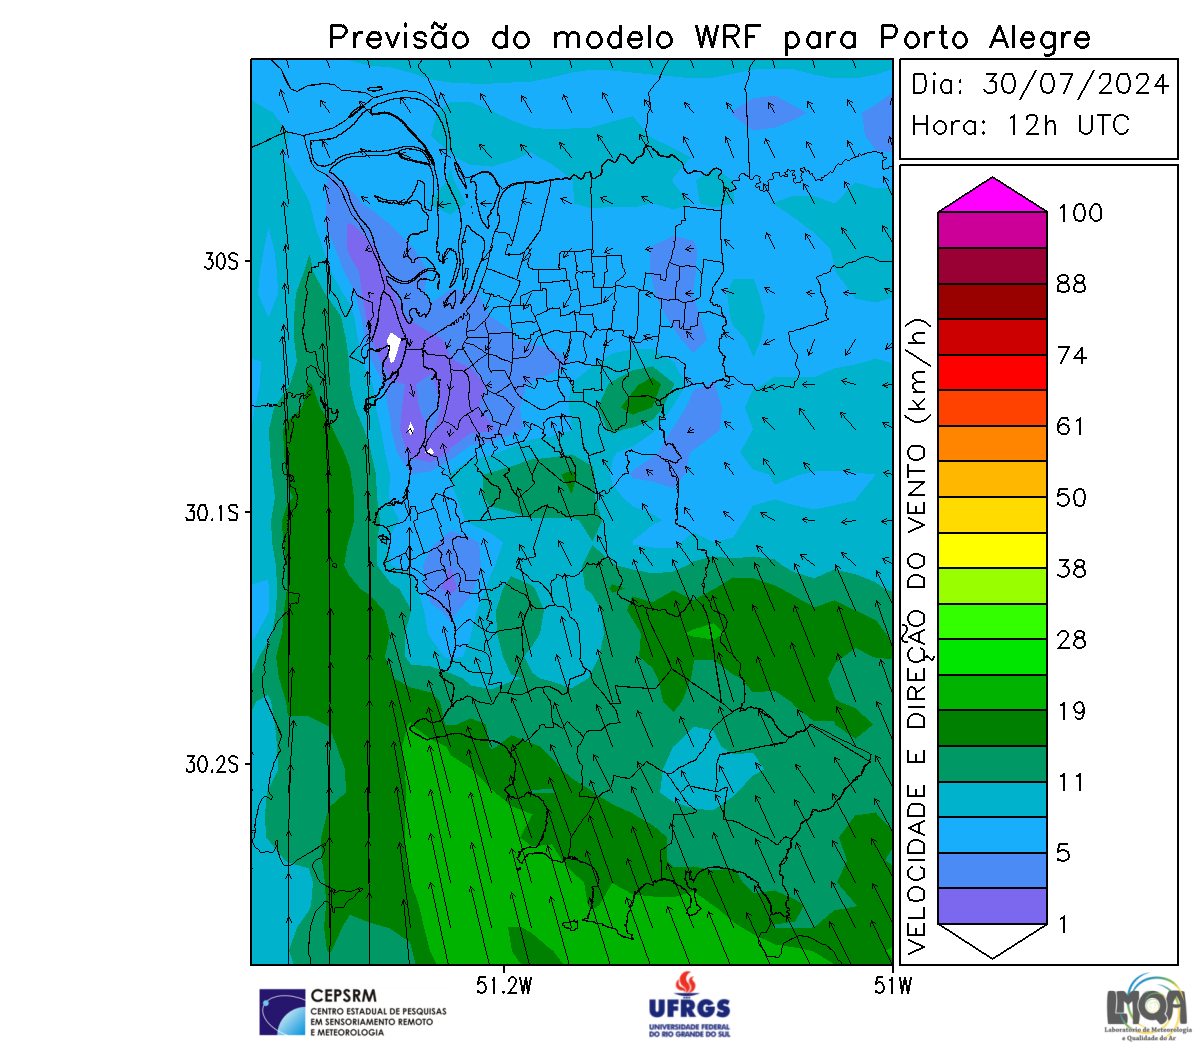 Previsão do modelo WRF para Porto Alegre
Dia: 30/07/2024
Hora: 12h UTC
100
88
74
61
50
38
28
19
11
5
1
VELOCIDADE E DIREÇÃO DO VENTO (km/h)
30S
30.1S
30.2S
51.2W
51W
CEPSRM
CENTRO ESTADUAL DE PESQUISAS
EM SENSORIAMENTO REMOTO
E METEOROLOGIA
UFRGS
UNIVERSIDADE FEDERAL
DO RIO GRANDE DO SUL
LMQA
Laboratório de Meteorologia
e Qualidade do Ar